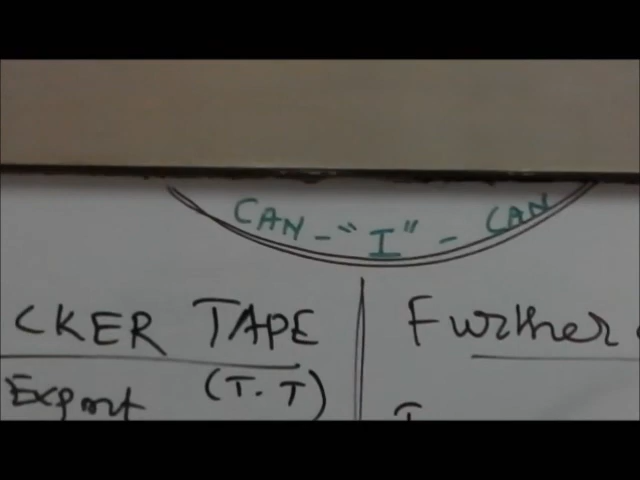 CAN - "I" - CAN
CKER TAPE
(T.T)
Export
Further